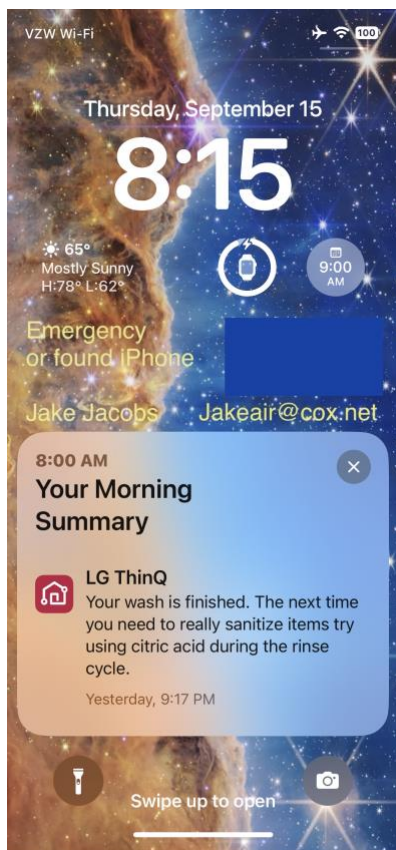 VZW Wi-Fi 100
Thursday, September 15
8:15
65°
Mostly Sunny
H:78° L:62°
9:00
AM
Emergency
or found iPhone
Jake Jacobs Jakeair@cox.net
8:00 AM
Your Morning
Summary
LG ThinQ
Your wash is finished. The next time
you need to really sanitize items try
using citric acid during the rinse
cycle.
Yesterday, 9:17 PM
Swipe up to open